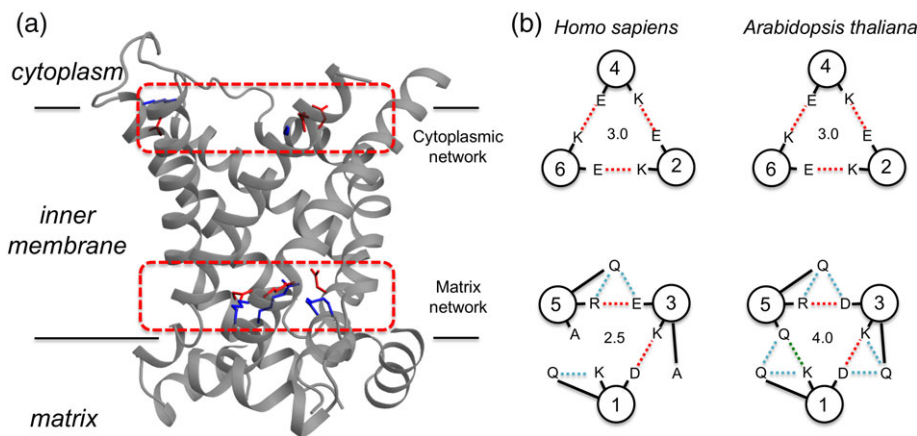 (a)
cytoplasm
Cytoplasmic
network
inner
membrane
Matrix
network
matrix
(b)
Homo sapiens
Arabidopsis thaliana
4
E K
K 3.0 E
6 E K 2
4
E K
K 3.0 E
6 E K 2
Q
5 R E 3
A 2.5 K
Q K D A
1
Q
5 R D 3
Q 4.0 K
Q K D Q
1